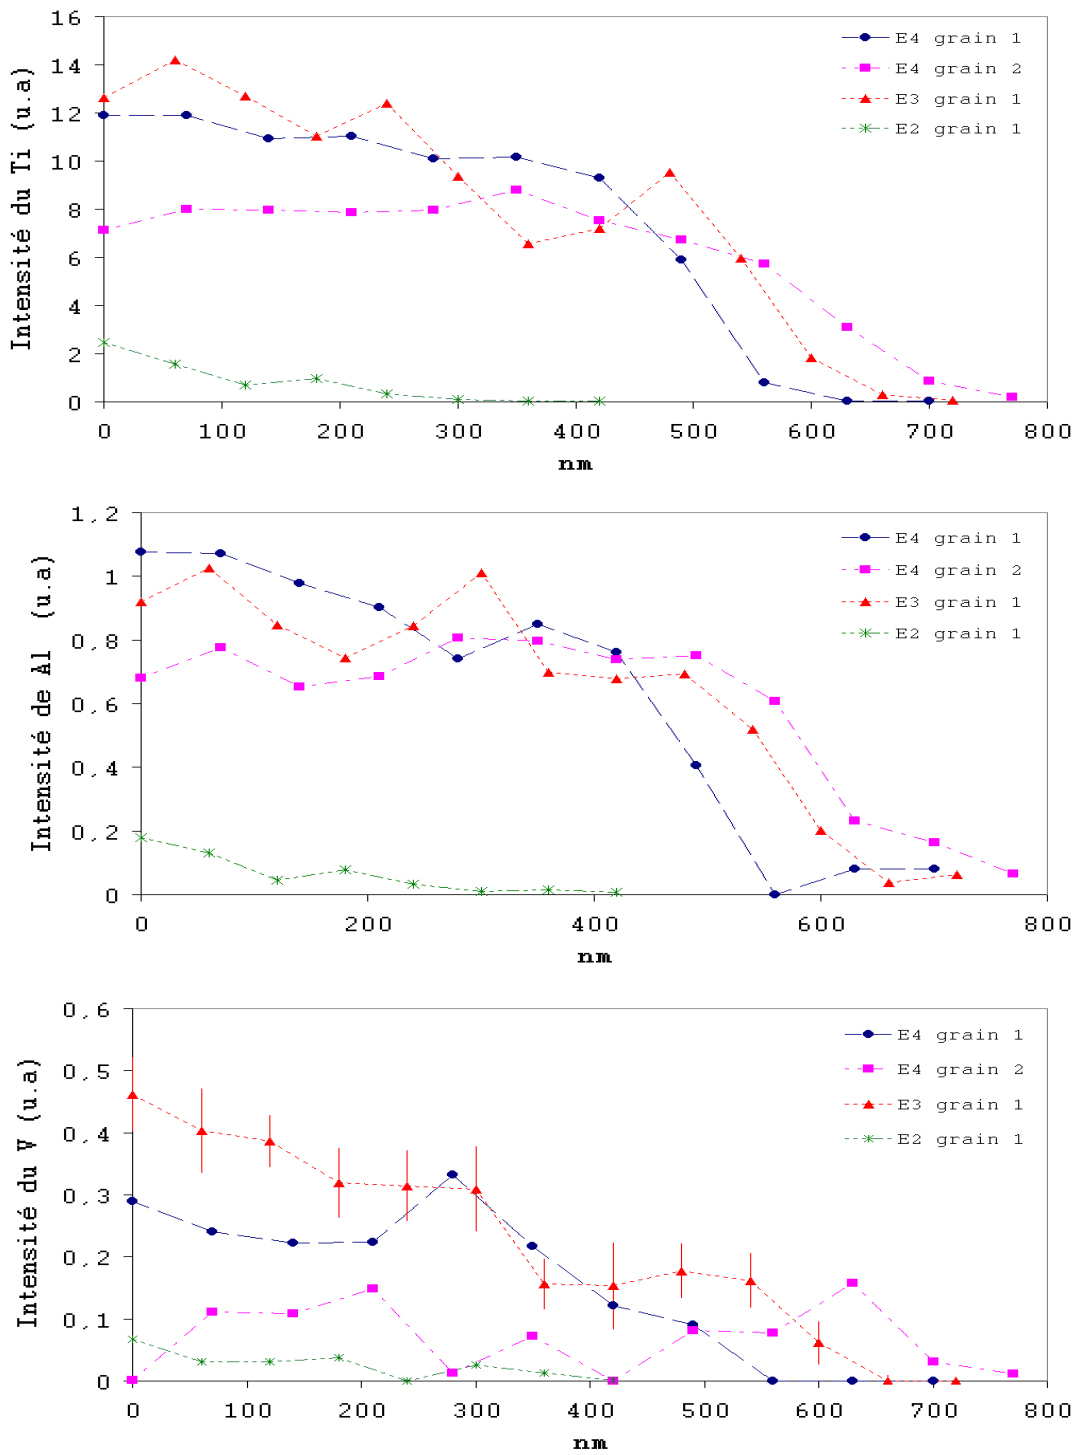 Intensité du Ti (u.a)
16
14
12
10
8
6
4
2
0
0 100 200 300 400 500 600 700 800
nm
E4 grain 1
E4 grain 2
E3 grain 1
E2 grain 1
Intensité de Al (u.a)
1,2
1
0,8
0,6
0,4
0,2
0
0 200 400 600 800
nm
E4 grain 1
E4 grain 2
E3 grain 1
E2 grain 1
Intensité du W (u.a)
0,6
0,5
0,4
0,3
0,2
0,1
0
0 100 200 300 400 500 600 700 800
nm
E4 grain 1
E4 grain 2
E3 grain 1
E2 grain 1